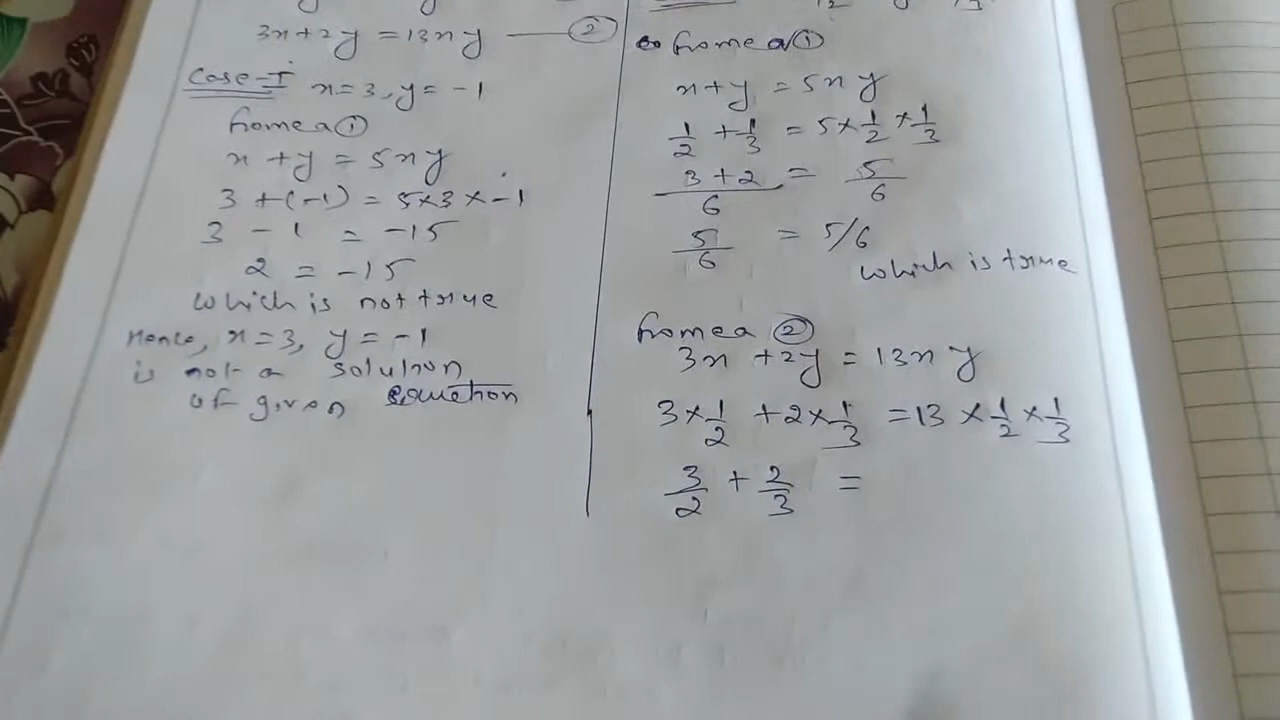 3x+2y = 13xy ——②
Case-I x=3, y= -1
from eq ①
x + y = 5xy
3 +(-1) = 5×3×-1
3 - 1 = -15
2 = -15
which is not true
Hence, x=3, y= -1
is not a solution
of given equation
from eq ①
x+y = 5xy
1/2 + 1/3 = 5×1/2×1/3
3+2/6 = 5/6
5/6 = 5/6
which is true
from eq ②
3x +2y = 13xy
3×1/2 +2×1/3 =13×1/2×1/3
3/2 + 2/3 =